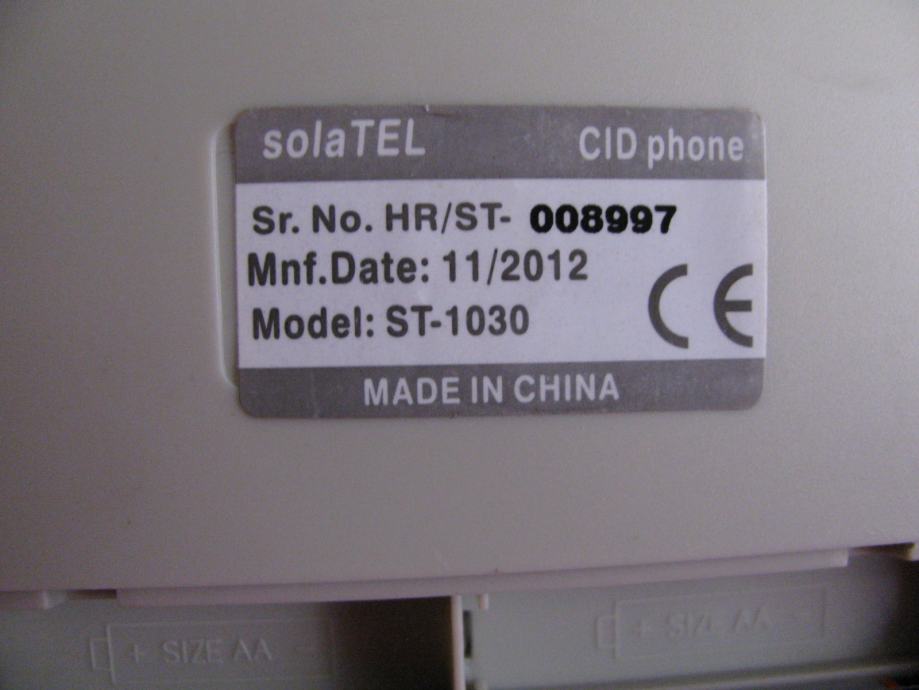 solaTEL CID phone
Sr. No. HR/ST- 008997
Mnf.Date: 11/2012
Model: ST-1030
CE
MADE IN CHINA
+ SIZE AA -
+ SIZE AA -